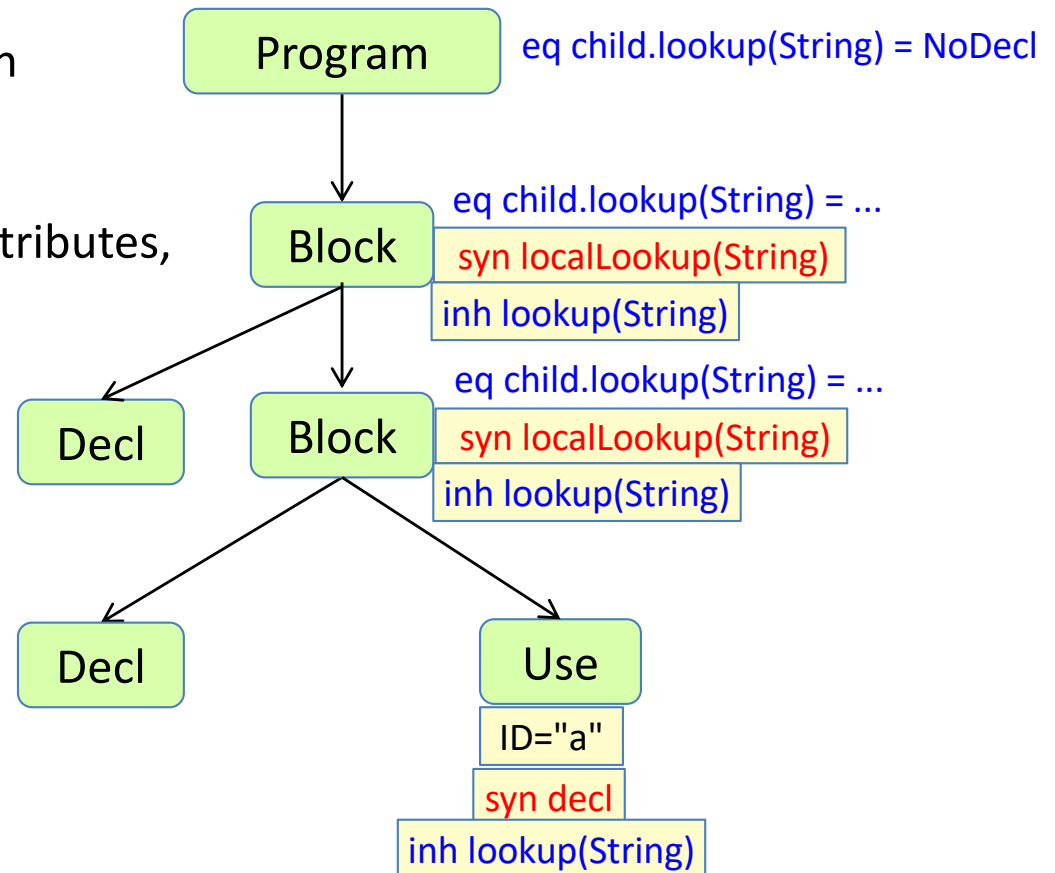 n
Program
eq child.lookup(String) = NoDecl
tributes,
eq child.lookup(String) = ...
Block
syn localLookup(String)
inh lookup(String)
eq child.lookup(String) = ...
Decl
Block
syn localLookup(String)
inh lookup(String)
Decl
Use
ID="a"
syn decl
inh lookup(String)